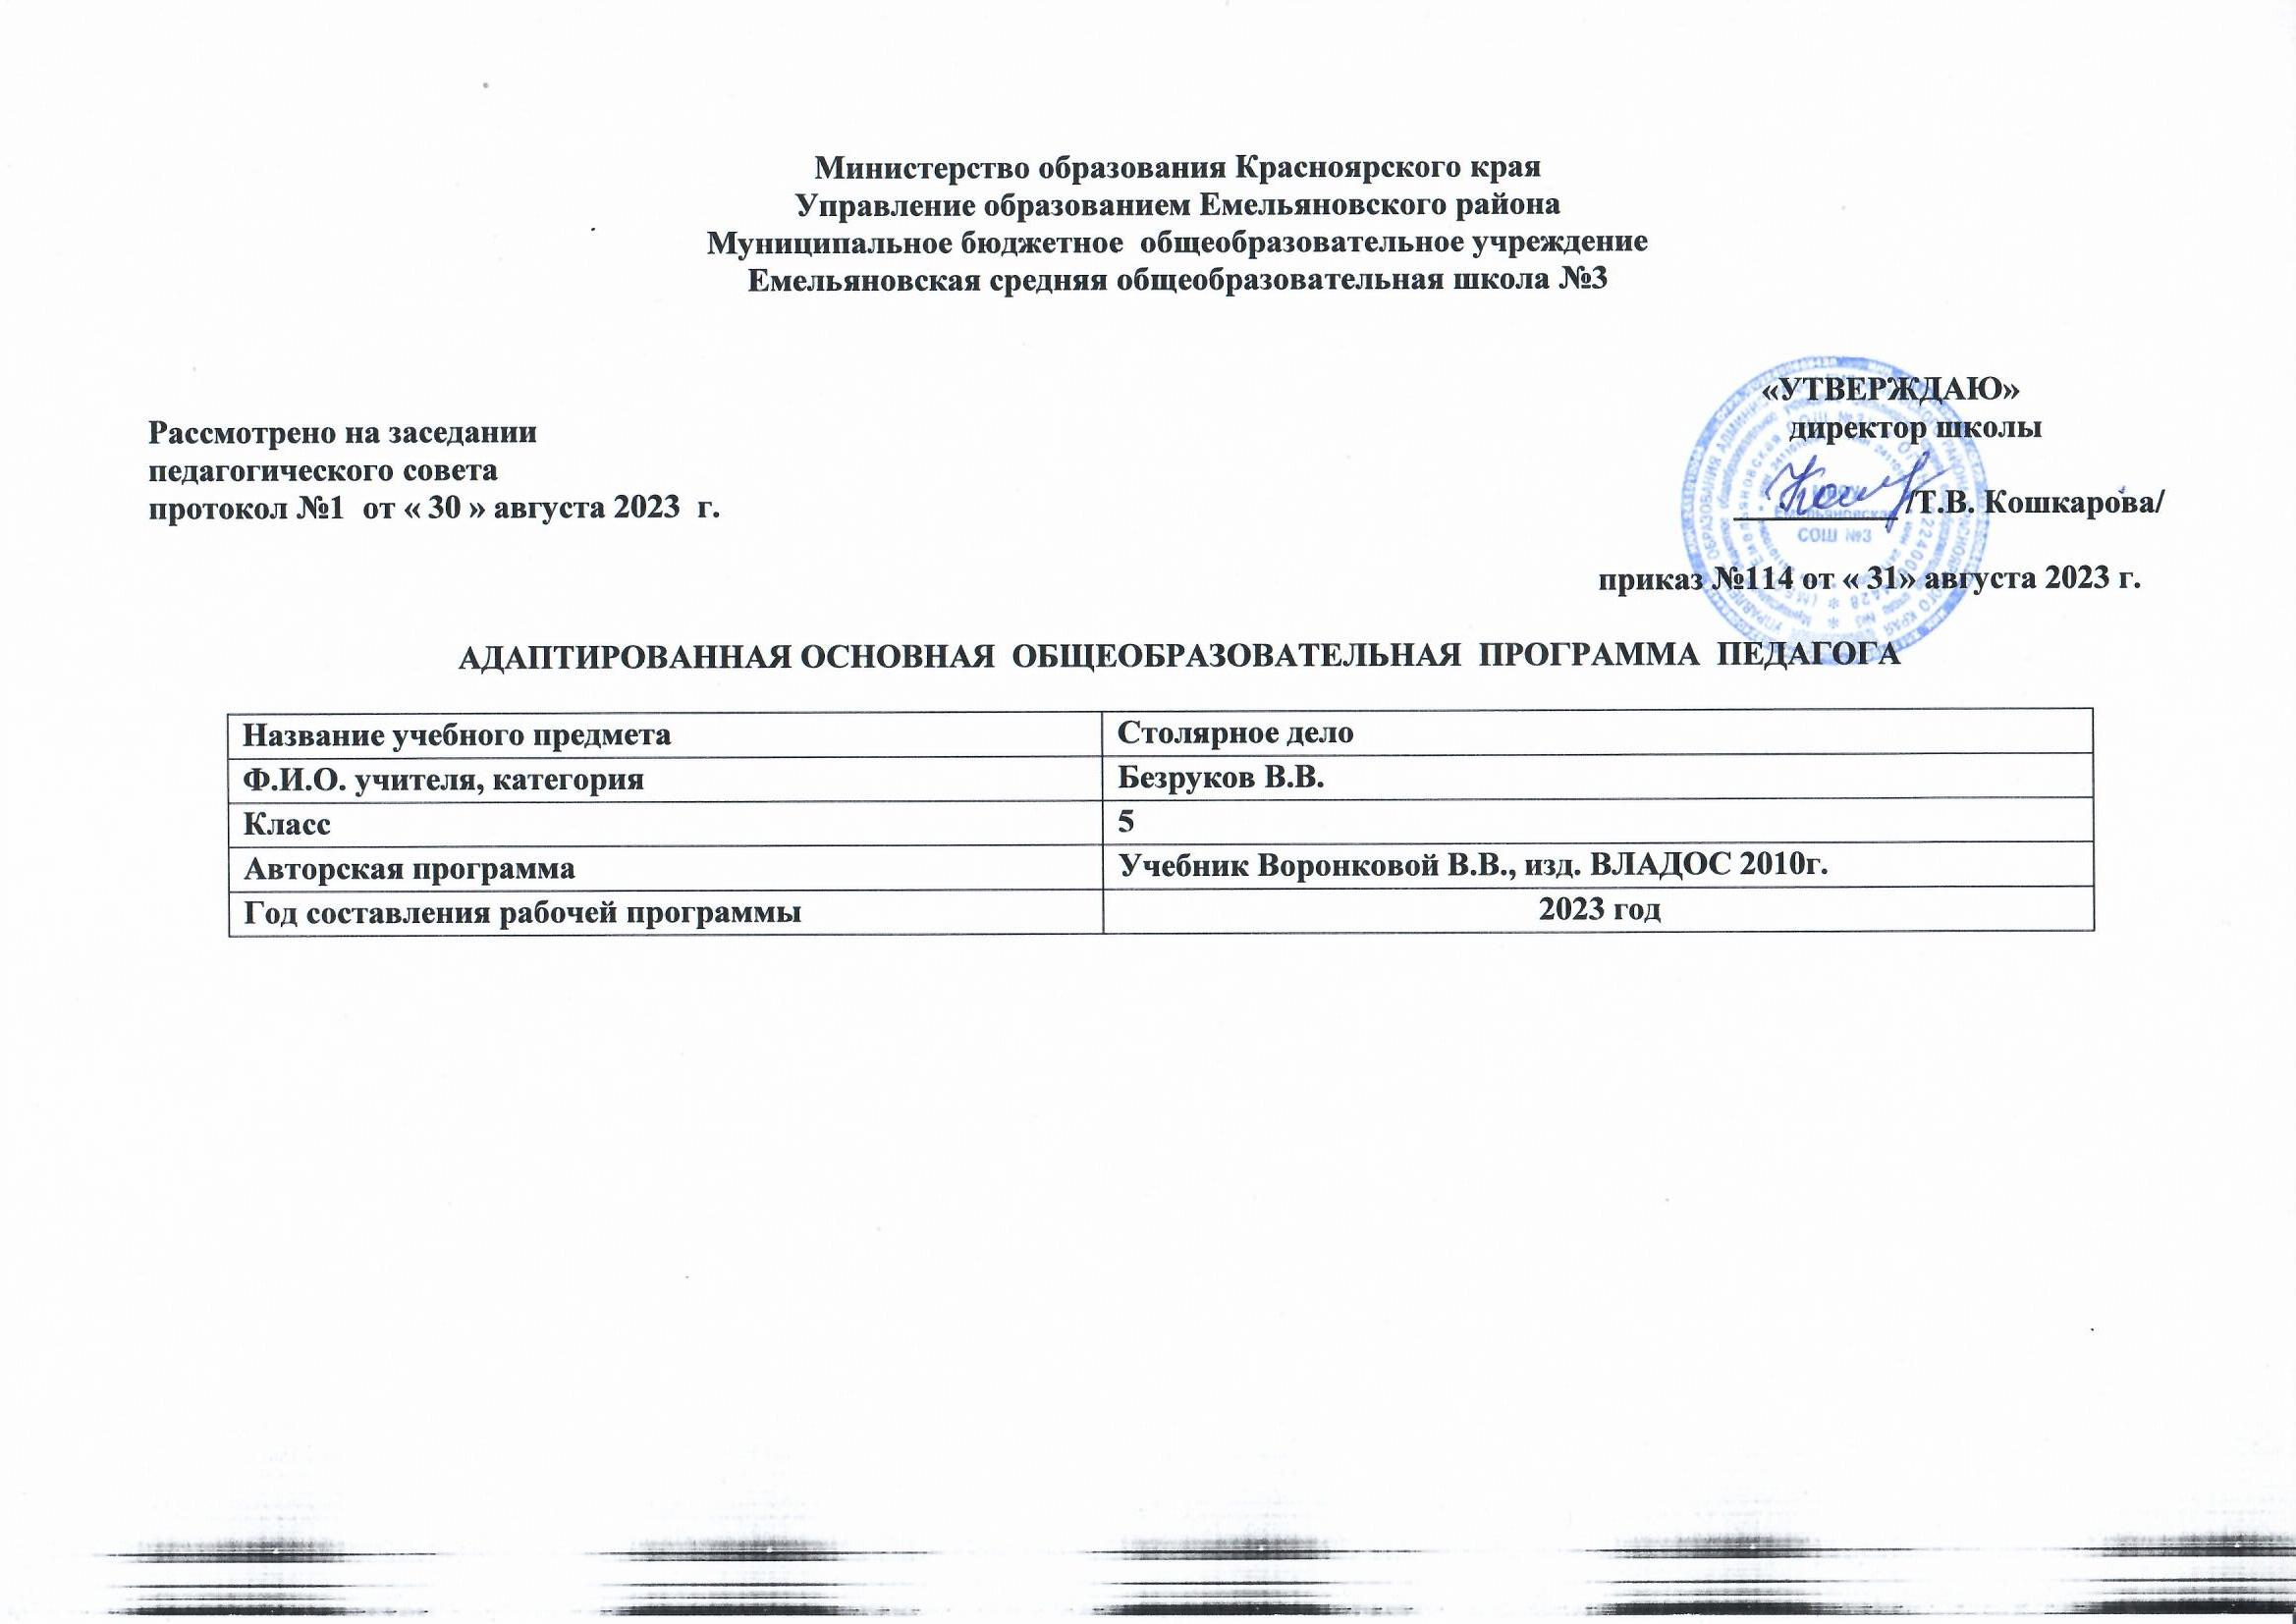 Министерство образования Красноярского края
Управление образованием Емельяновского района
Муниципальное бюджетное общеобразовательное учреждение
Емельяновская средняя общеобразовательная школа №3
Рассмотрено на заседании
педагогического совета
протокол №1 от « 30 » августа 2023 г.
«УТВЕРЖДАЮ»
директор школы
/Т.В. Кошкарова/
приказ №114 от « 31» августа 2023 г.
Емельяновская
СОШ №3
АДАПТИРОВАННАЯ ОСНОВНАЯ ОБЩЕОБРАЗОВАТЕЛЬНАЯ ПРОГРАММА ПЕДАГОГА
Название учебного предмета Столярное дело
Ф.И.О. учителя, категория Безруков В.В.
Класс 5
Авторская программа Учебник Воронковой В.В., изд. ВЛАДОС 2010г.
Год составления рабочей программы 2023 год